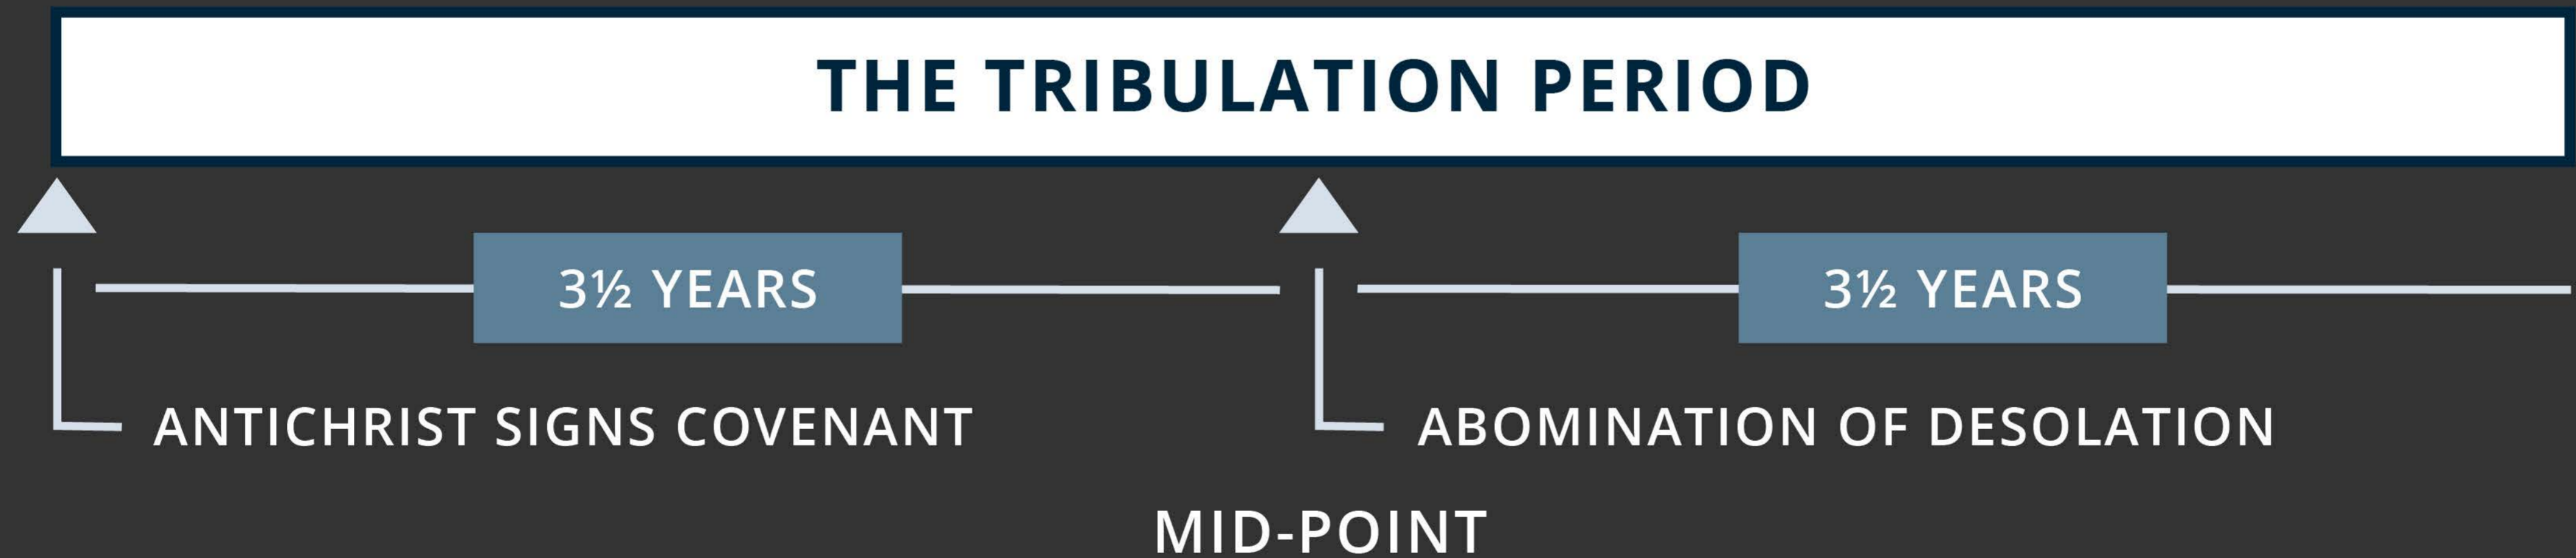 THE TRIBULATION PERIOD
3½ YEARS
3½ YEARS
ANTICHRIST SIGNS COVENANT
ABOMINATION OF DESOLATION
MID-POINT